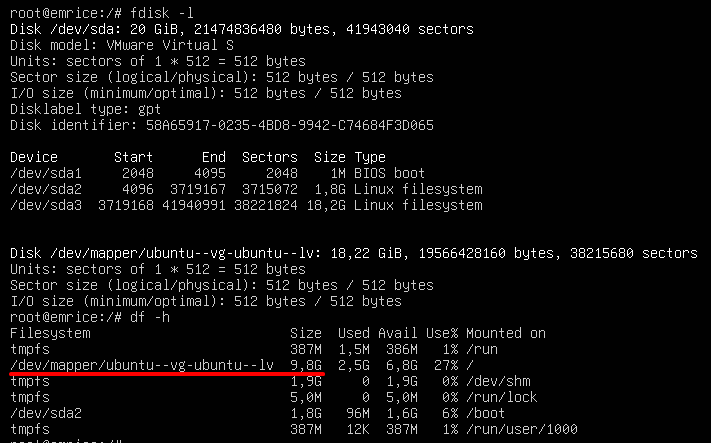 root@emrice:/# fdisk -l
Disk /dev/sda: 20 GiB, 21474836480 bytes, 41943040 sectors
Disk model: VMware Virtual S
Units: sectors of 1 * 512 = 512 bytes
Sector size (logical/physical): 512 bytes / 512 bytes
I/O size (minimum/optimal): 512 bytes / 512 bytes
Disklabel type: gpt
Disk identifier: 58A65917-0235-4BD8-9942-C74684F3D065
Device Start End Sectors Size Type
/dev/sda1 2048 4095 2048 1M BIOS boot
/dev/sda2 4096 3719167 3715072 1,8G Linux filesystem
/dev/sda3 3719168 41940991 38221824 18,2G Linux filesystem
Disk /dev/mapper/ubuntu--vg-ubuntu--lv: 18,22 GiB, 19566428160 bytes, 38215680 sectors
Units: sectors of 1 * 512 = 512 bytes
Sector size (logical/physical): 512 bytes / 512 bytes
I/O size (minimum/optimal): 512 bytes / 512 bytes
root@emrice:/# df -h
Filesystem Size Used Avail Use% Mounted on
tmpfs 387M 1,5M 386M 1% /run
/dev/mapper/ubuntu--vg-ubuntu--lv 9,8G 2,5G 6,8G 27% /
tmpfs 1,9G 0 1,9G 0% /dev/shm
tmpfs 5,0M 0 5,0M 0% /run/lock
/dev/sda2 1,8G 96M 1,6G 6% /boot
tmpfs 387M 12K 387M 1% /run/user/1000